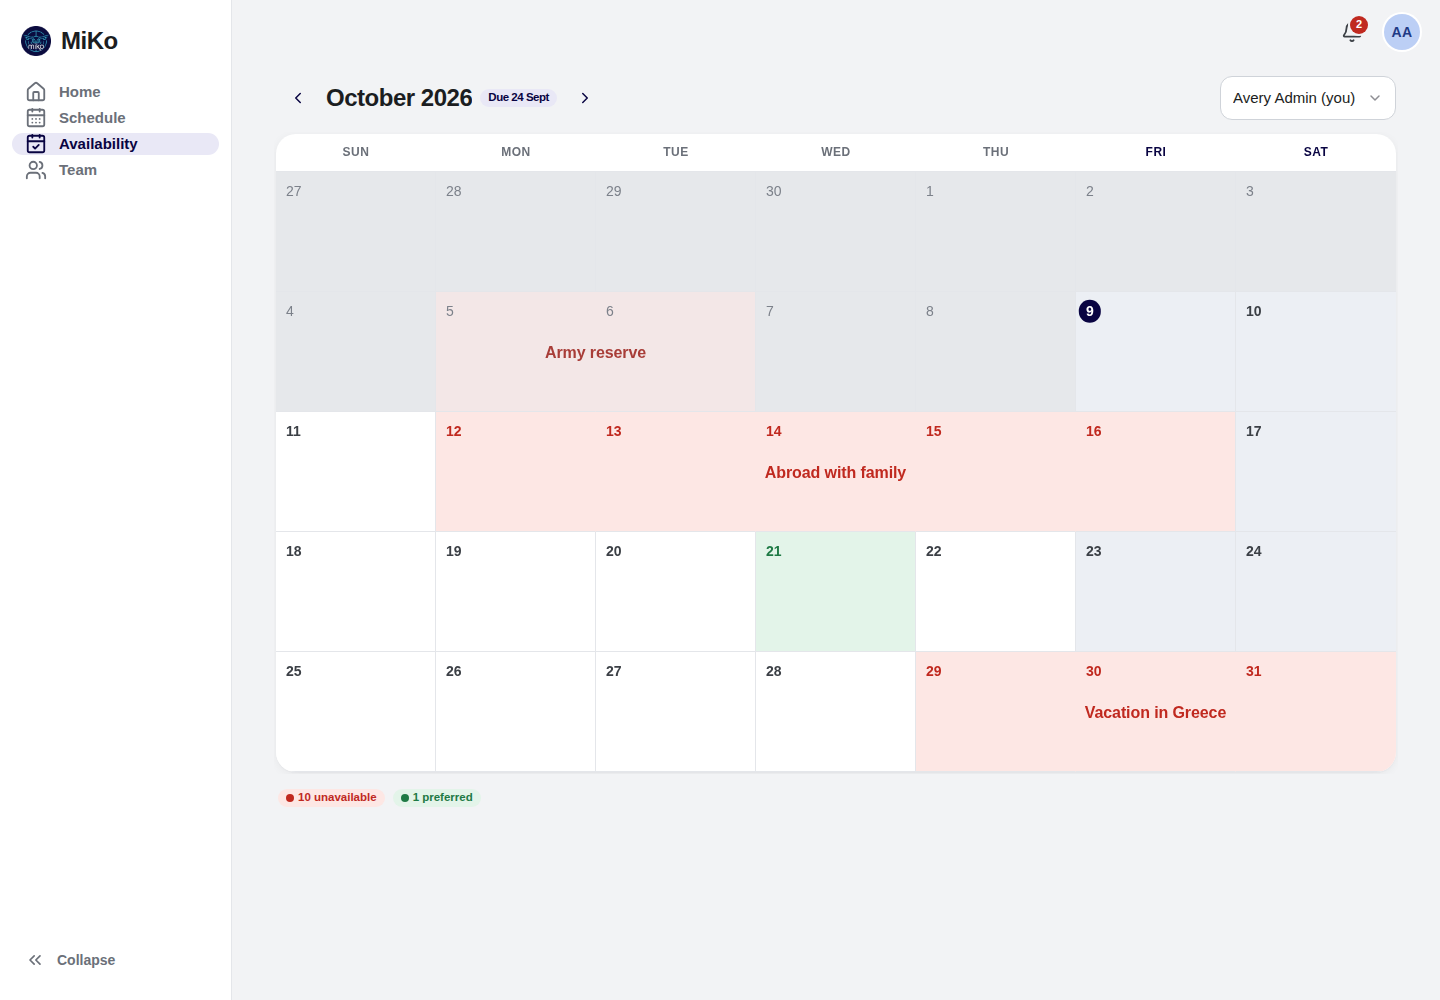 miko
MiKo
2
AA
Home
Schedule
Availability
Team
October 2026
Due 24 Sept
Avery Admin (you)
SUN MON TUE WED THU FRI SAT
27 28 29 30 1 2 3
4 5 6 7 8 9 10
Army reserve
11 12 13 14 15 16 17
Abroad with family
18 19 20 21 22 23 24
25 26 27 28 29 30 31
Vacation in Greece
10 unavailable
1 preferred
Collapse